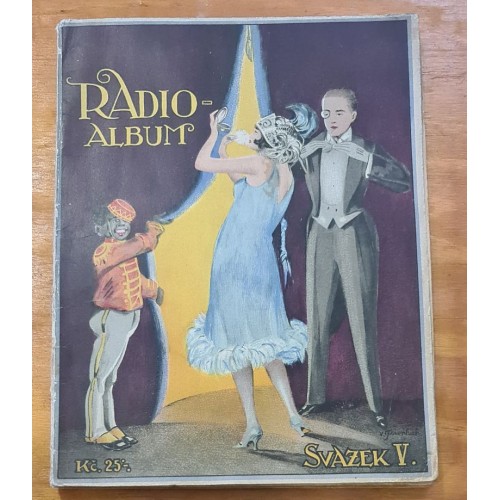 RADIO-
ALBUM
Kč. 25'-.
SVAZEK V.